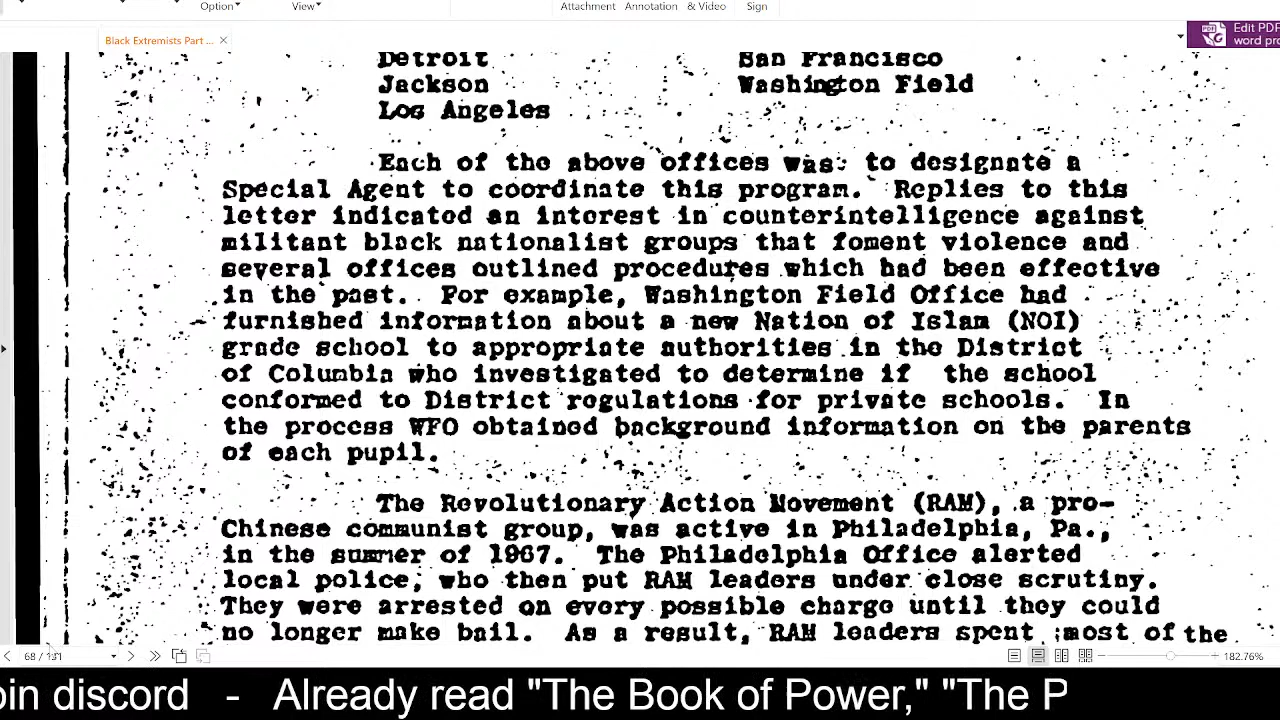 Option View Attachment Annotation & Video Sign
Edit PDF
word pro
Black Extremists Part ...
Detroit San Francisco
Jackson Washington Field
Los Angeles
Each of the above offices was to designate a
Special Agent to coordinate this program. Replies to this
letter indicated an interest in counterintelligence against
militant black nationalist groups that foment violence and
several offices outlined procedures which had been effective
in the past. For example, Washington Field Office had
furnished information about a new Nation of Islam (NOI)
grade school to appropriate authorities in the District
of Columbia who investigated to determine if the school
conformed to District regulations for private schools. In
the process WFO obtained background information on the parents
of each pupil.
The Revolutionary Action Movement (RAM), a pro-
Chinese communist group, was active in Philadelphia, Pa.,
in the summer of 1967. The Philadelphia Office alerted
local police, who then put RAM leaders under close scrutiny.
They were arrested on every possible charge until they could
no longer make bail. As a result, RAM leaders spent most of the
68 / 131 182.76%
oin discord - Already read "The Book of Power," "The P